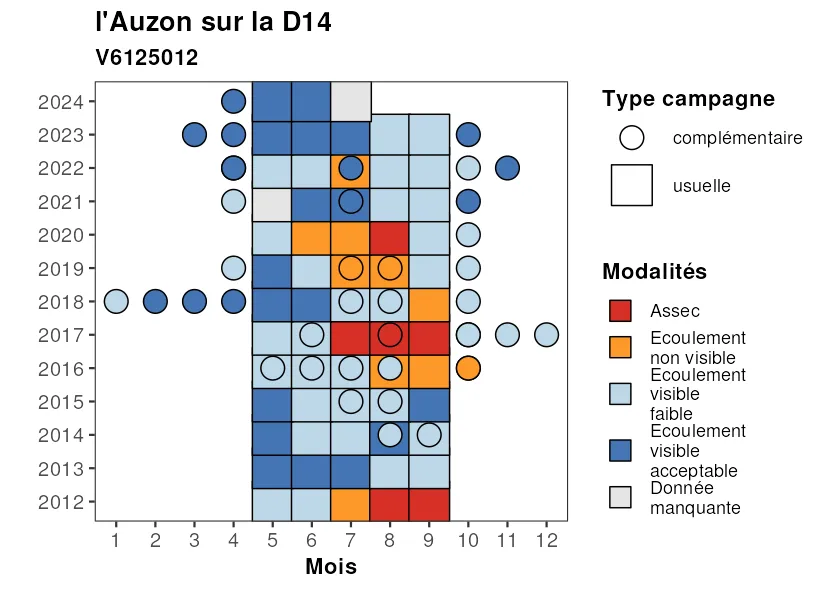 l'Auzon sur la D14
V6125012
2024
2023
2022
2021
2020
2019
2018
2017
2016
2015
2014
2013
2012
1 2 3 4 5 6 7 8 9 10 11 12
Mois
Type campagne
complémentaire
usuelle
Modalités
Assec
Ecoulement
non visible
Ecoulement
visible
faible
Ecoulement
visible
acceptable
Donnée
manquante